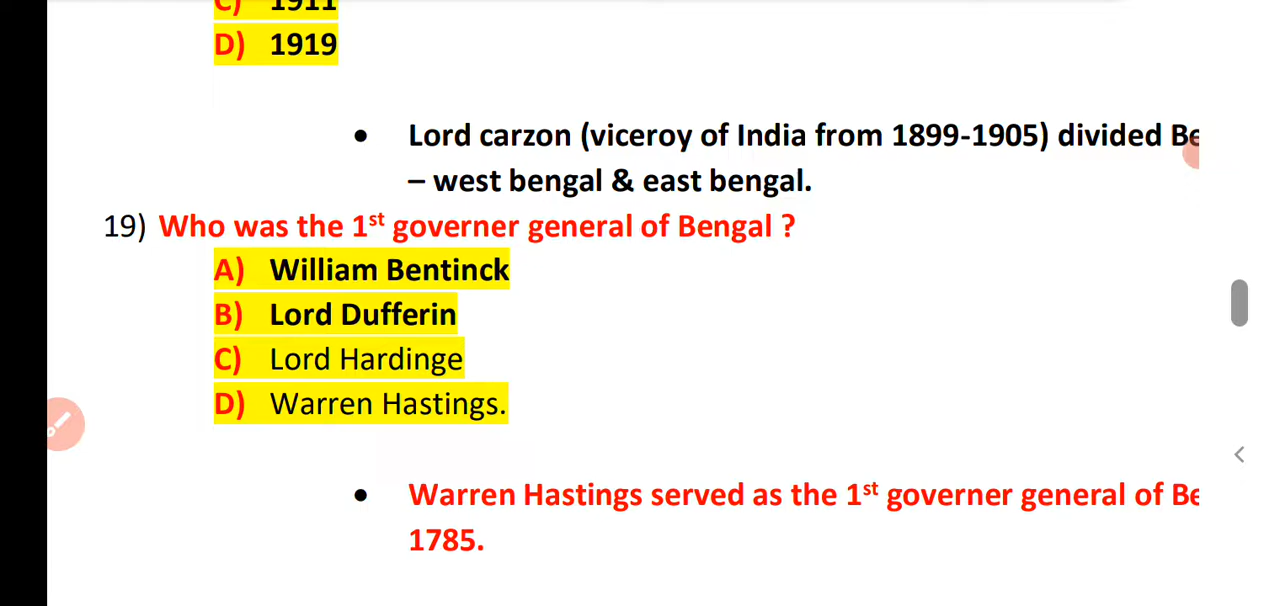 C) 1911
D) 1919
• Lord carzon (viceroy of India from 1899-1905) divided
– west bengal & east bengal.
19) Who was the 1st governer general of Bengal ?
A) William Bentinck
B) Lord Dufferin
C) Lord Hardinge
D) Warren Hastings.
• Warren Hastings served as the 1st governer general of
1785.